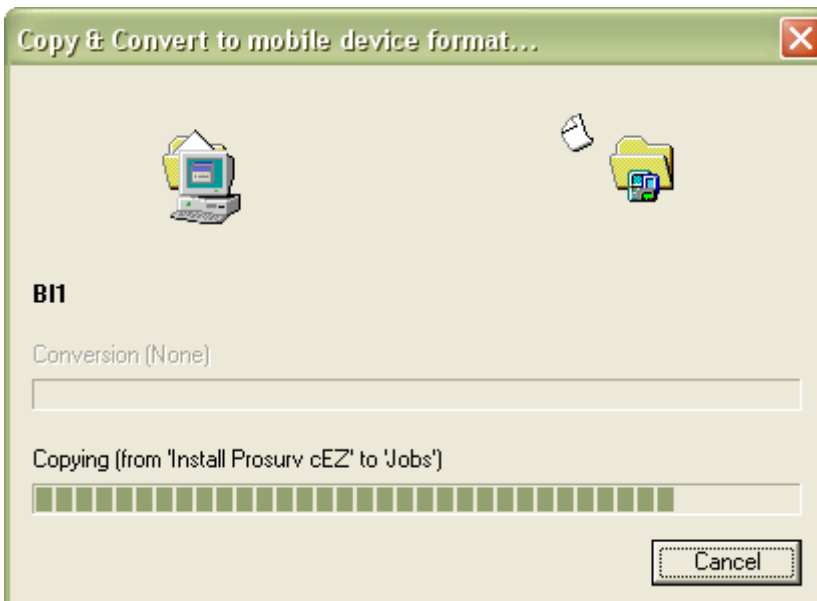 Copy & Convert to mobile device format...
BI1
Conversion (None)
Copying (from 'Install Prosurv cEZ' to 'Jobs')
Cancel